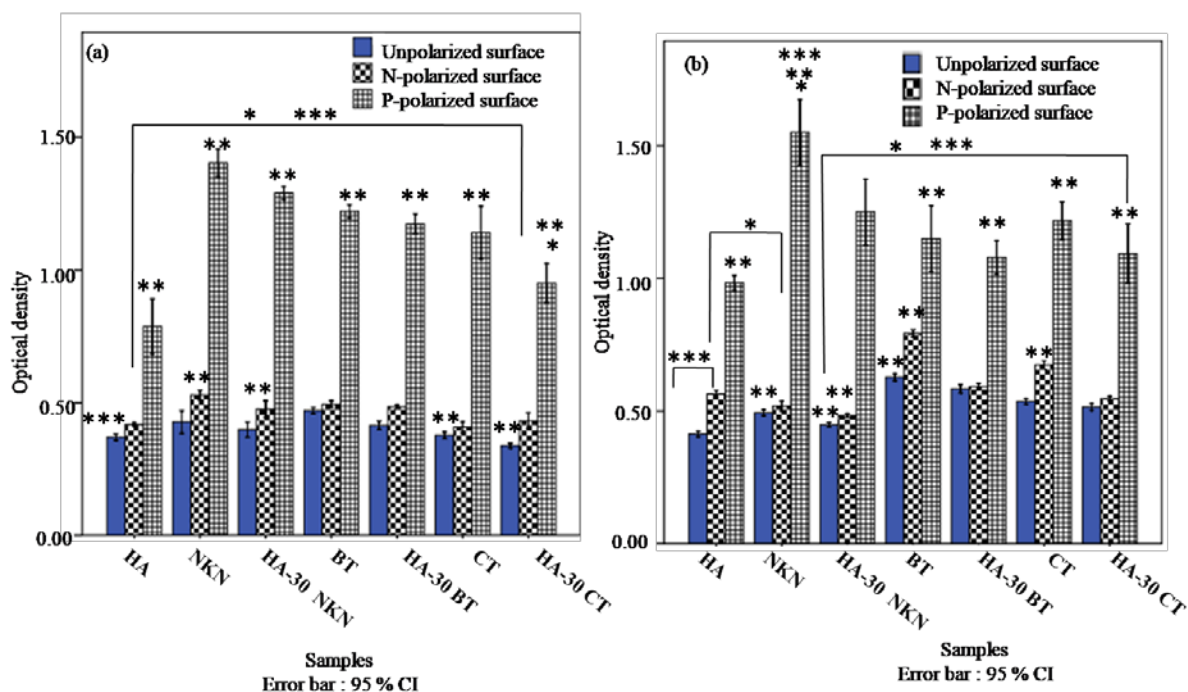 (a)
Unpolarized surface
N-polarized surface
P-polarized surface
* ***
** ** ** ** ** **
** *
*** ** ** ** **
Optical density
1.50
1.00
0.50
0.00
HA NKN HA-30 NKN BT HA-30 BT CT HA-30 CT
Samples
Error bar : 95 % CI
(b)
Unpolarized surface
N-polarized surface
P-polarized surface
***
**
*
* ***
*
** ** ** ** **
*** ** ** ** ** ** **
Optical density
1.50
1.00
0.50
0.00
HA NKN HA-30 NKN BT HA-30 BT CT HA-30 CT
Samples
Error bar : 95 % CI